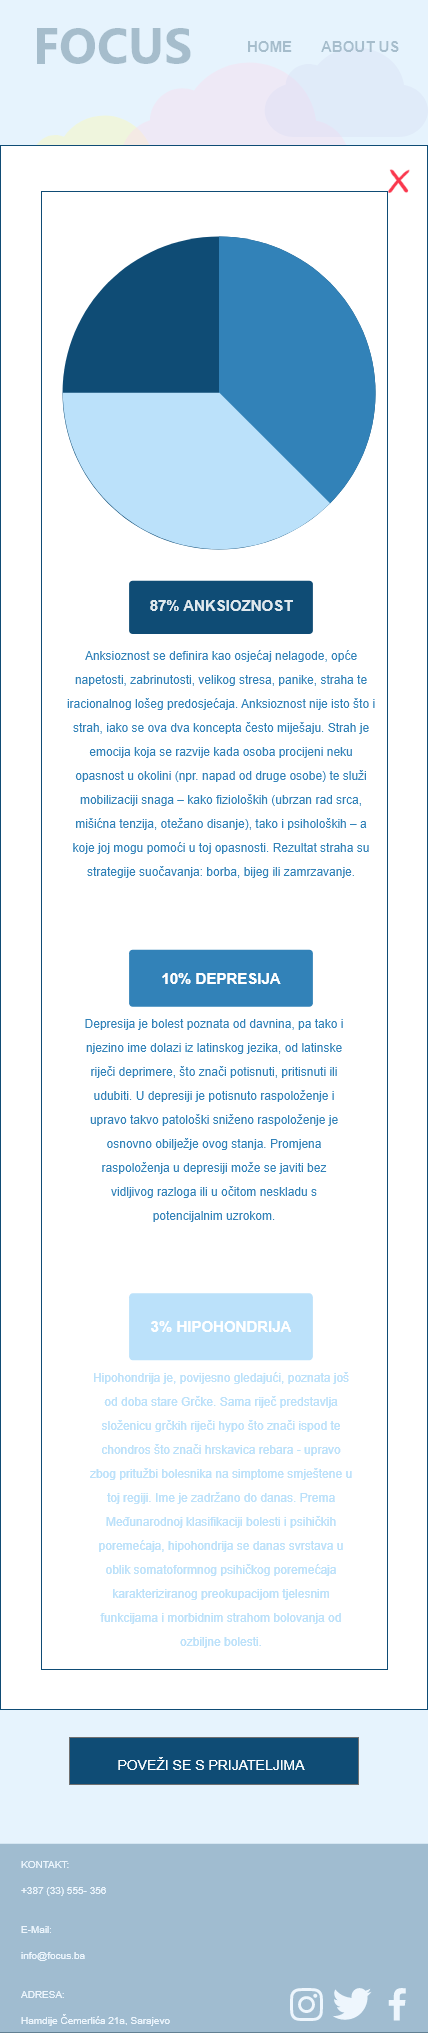 FOCUS
HOME ABOUT US
X
87% ANKSIOZNOST
Anksioznost se definira kao osjećaj nelagode, opće
napetosti, zabrinutosti, velikog stresa, panike, straha te
iracionalnog lošeg predosjećaja. Anksioznost nije isto što i
strah, iako se ova dva koncepta često miješaju. Strah je
emocija koja se razvije kada osoba procijeni neku
opasnost u okolini (npr. napad od druge osobe) te služi
mobilizaciji snaga – kako fizioloških (ubrzan rad srca,
mišićna tenzija, otežano disanje), tako i psiholoških – a
koje joj mogu pomoći u toj opasnosti. Rezultat straha su
strategije suočavanja: borba, bijeg ili zamrzavanje.
10% DEPRESIJA
Depresija je bolest poznata od davnina, pa tako i
njezino ime dolazi iz latinskog jezika, od latinske
riječi deprimere, što znači potisnuti, pritisnuti ili
udubiti. U depresiji je potisnuto raspoloženje i
upravo takvo patološki sniženo raspoloženje je
osnovno obilježje ovog stanja. Promjena
raspoloženja u depresiji može se javiti bez
vidljivog razloga ili u očitom neskladu s
potencijalnim uzrokom.
3% HIPOHONDRIJA
Hipohondrija je, povijesno gledajući, poznata još
od doba stare Grčke. Sama riječ predstavlja
složenicu grčkih riječi hypo što znači ispod te
chondros što znači hrskavica rebara - upravo
zbog pritužbi bolesnika na simptome smještene u
toj regiji. Ime je zadržano do danas. Prema
Međunarodnoj klasifikaciji bolesti i psihičkih
poremećaja, hipohondrija se danas svrstava u
oblik somatoformnog psihičkog poremećaja
karakteriziranog preokupacijom tjelesnim
funkcijama i morbidnim strahom bolovanja od
ozbiljne bolesti.
POVEŽI SE S PRIJATELJIMA
KONTAKT:
+387 (33) 555- 356
E-Mail:
info@focus.ba
ADRESA:
Hamdije Čemerlića 21a, Sarajevo